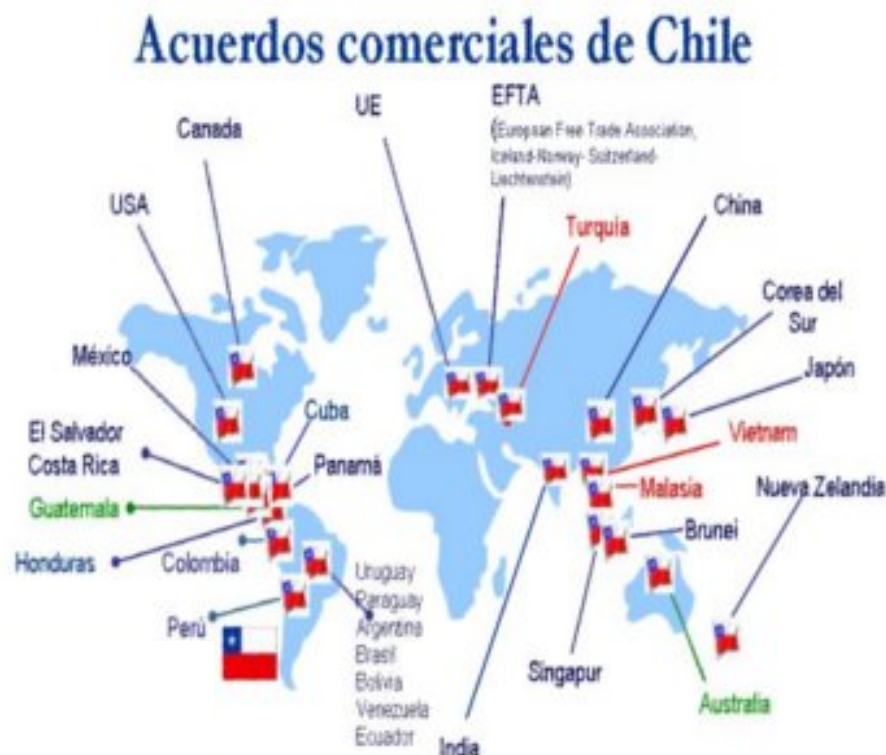 Acuerdos comerciales de Chile
UE
EFTA
(European Free Trade Association,
Iceland-Norway- Suitzerland-
Liechtenstein)
Canada
USA
China
Turquía
Corea del
Sur
México
Japón
Cuba
El Salvador
Costa Rica
Panamá
Vietnam
Guatemala
Malasia
Nueva Zelandia
Honduras
Colombia
Brunei
Uruguay
Paraguay
Argentina
Brasil
Bolivia
Venezuela
Ecuador
Perú
Singapur
Australia
India